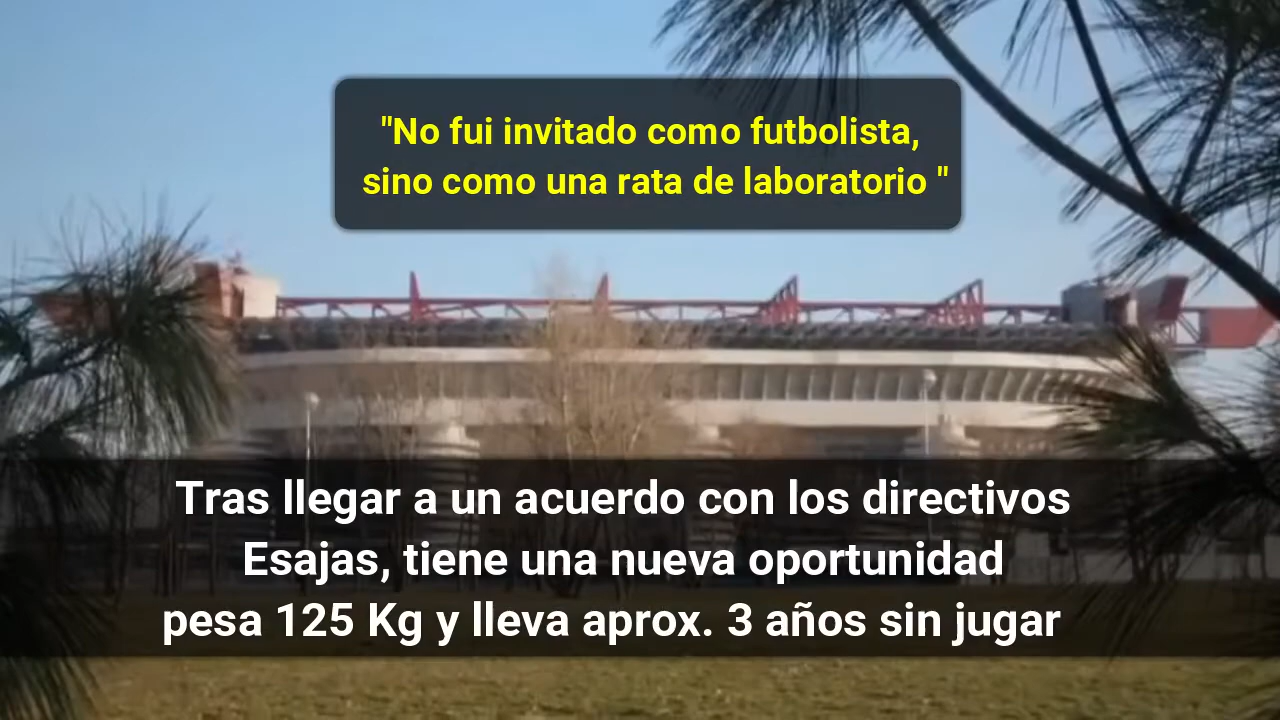 "No fui invitado como futbolista,
sino como una rata de laboratorio "
Tras llegar a un acuerdo con los directivos
Esajas, tiene una nueva oportunidad
pesa 125 Kg y lleva aprox. 3 años sin jugar